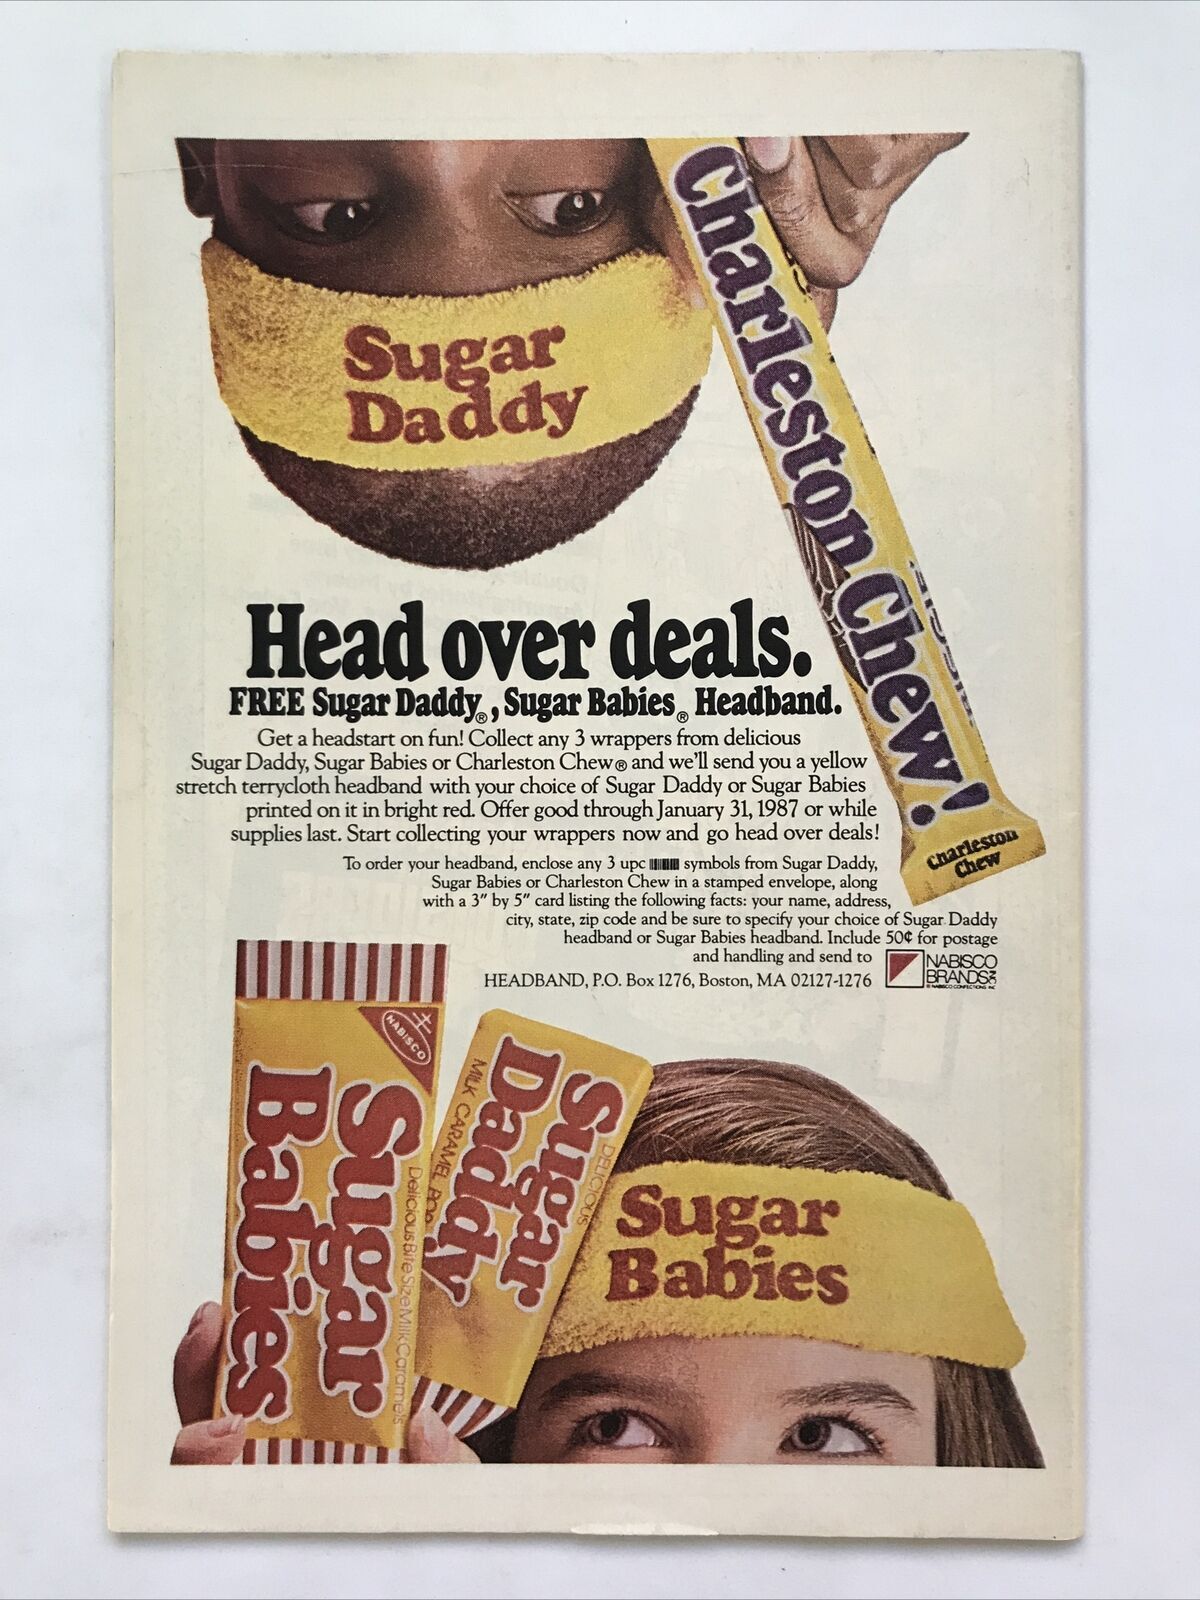 Sugar
Daddy
Charleston Chew!
Charleston
Chew
Head over deals.
FREE Sugar Daddy®, Sugar Babies® Headband.
Get a headstart on fun! Collect any 3 wrappers from delicious
Sugar Daddy, Sugar Babies or Charleston Chew® and we'll send you a yellow
stretch terrycloth headband with your choice of Sugar Daddy or Sugar Babies
printed on it in bright red. Offer good through January 31, 1987 or while
supplies last. Start collecting your wrappers now and go head over deals!
To order your headband, enclose any 3 upc symbols from Sugar Daddy,
Sugar Babies or Charleston Chew in a stamped envelope, along
with a 3" by 5" card listing the following facts: your name, address,
city, state, zip code and be sure to specify your choice of Sugar Daddy
headband or Sugar Babies headband. Include 50¢ for postage
and handling and send to
HEADBAND, P.O. Box 1276, Boston, MA 02127-1276
NABISCO
BRANDS INC
NABISCO CONFECTIONS INC
NABISCO
Sugar
Babies
Delicious Bite Size Milk Caramels
DELICIOUS
Sugar
Daddy
MILK CARAMEL POP
Sugar
Babies